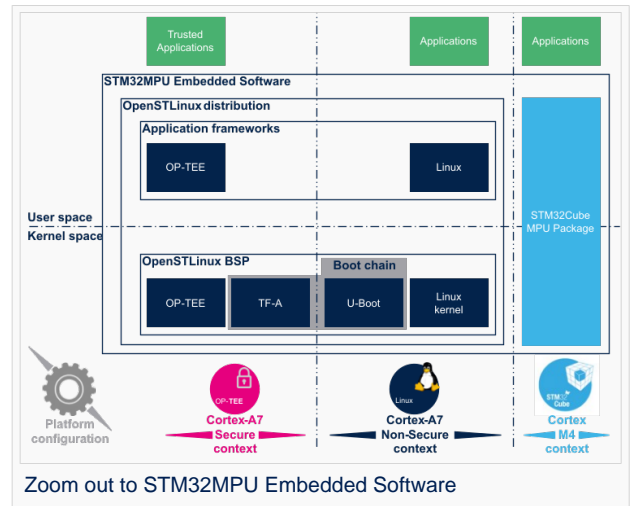 Trusted
Applications
Applications
Applications
STM32MPU Embedded Software
OpenSTLinux distribution
Application frameworks
OP-TEE
Linux
User space
Kernel space
STM32Cube
MPU Package
OpenSTLinux BSP
Boot chain
OP-TEE
TF-A
U-Boot
Linux
kernel
Platform
configuration
OP-TEE
Cortex-A7
Secure
context
Linux
Cortex-A7
Non-Secure
context
STM32
Cube
Cortex
M4
context
Zoom out to STM32MPU Embedded Software